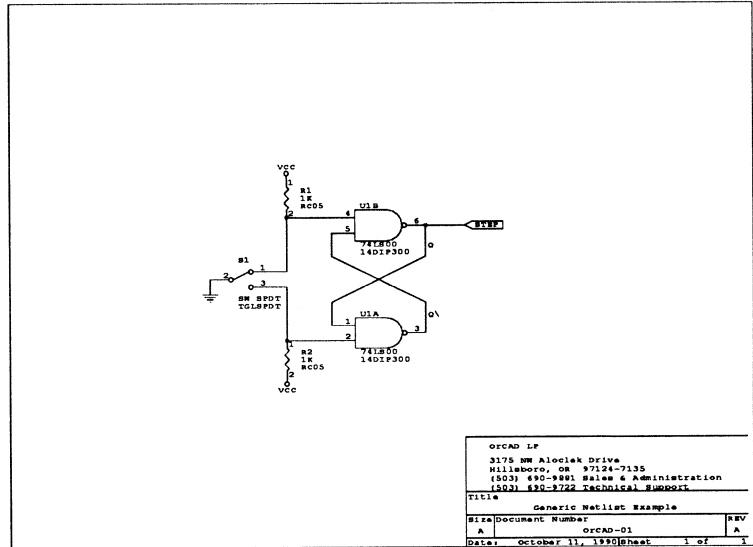 VCC
1
R1
1K
RC05
2
U1B
4
6
STEP
5
Q
74LS00
14DIP300
S1
1
2
3
SW SPDT
TGLSPDT
U1A
Q\
1
3
2
74LS00
14DIP300
1
R2
1K
RC05
2
VCC
OrCAD LP
3175 NW Aloclek Drive
Hillsboro, OR 97124-7135
(503) 690-9881 Sales & Administration
(503) 690-9722 Technical Support
Title
Generic Netlist Example
Size Document Number REV
A OrCAD-01 A
Date: October 11, 1990 Sheet 1 of 1